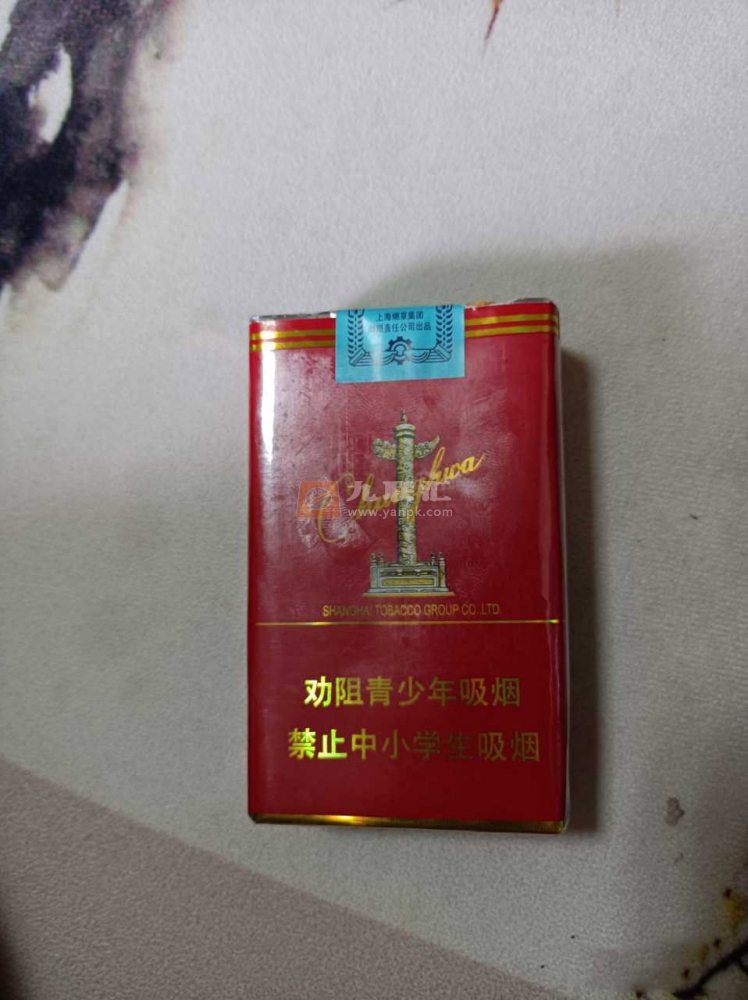 上海烟草集团
有限责任公司出品
Chunghwa
九联汇
www.yanpk.com
SHANGHAI TOBACCO GROUP CO.,LTD.
劝阻青少年吸烟
禁止中小学生吸烟